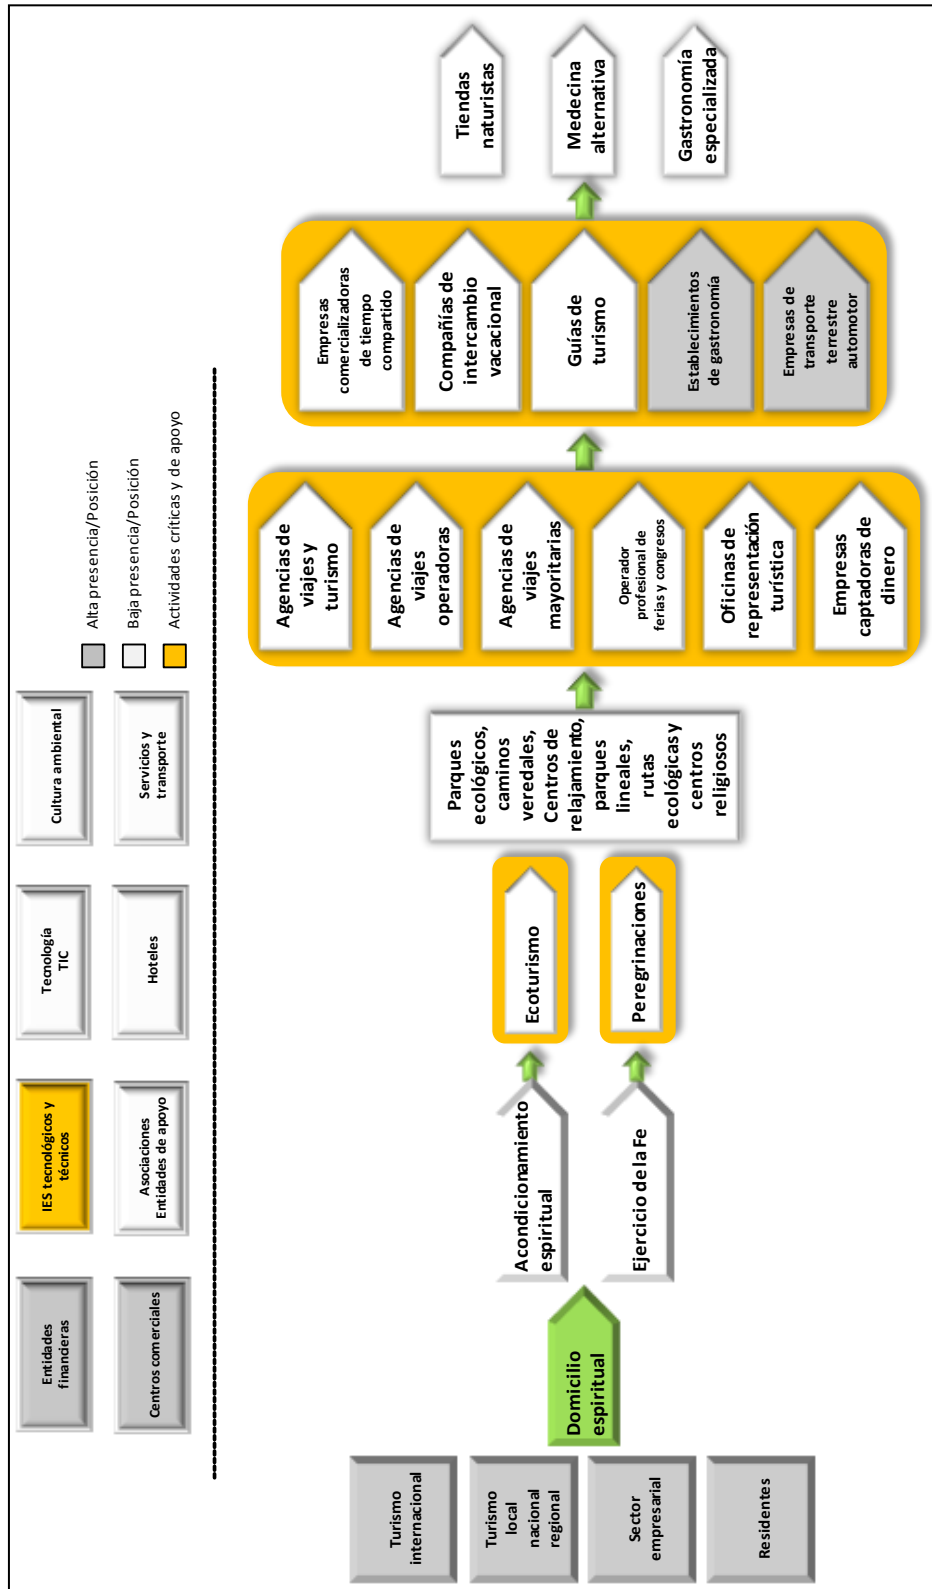 Entidades
financieras
IES tecnológicos y
técnicos
Tecnología
TIC
Cultura ambiental
Centros comerciales
Asociaciones
Entidades de apoyo
Hoteles
Servicios y
transporte
Alta presencia/Posición
Baja presencia/Posición
Actividades críticas y de apoyo
Turismo
internacional
Turismo
local
nacional
regional
Sector
empresarial
Residentes
Domicilio
espiritual
Acondicionamiento
espiritual
Ejercicio de la Fe
Ecoturismo
Peregrinaciones
Parques
ecológicos,
caminos
veredales,
Centros de
relajamiento,
parques
lineales,
rutas
ecológicas y
centros
religiosos
Agencias de
viajes y
turismo
Agencias de
viajes
operadoras
Agencias de
viajes
mayoritarias
Operador
profesional de
ferias y congresos
Oficinas de
representación
turística
Empresas
captadoras de
dinero
Empresas
comercializadoras
de tiempo
compartido
Compañías de
intercambio
vacacional
Guías de
turismo
Establecimientos
de gastronomía
Empresas de
transporte
terrestre
automotor
Tiendas
naturistas
Medecina
alternativa
Gastronomía
especializada